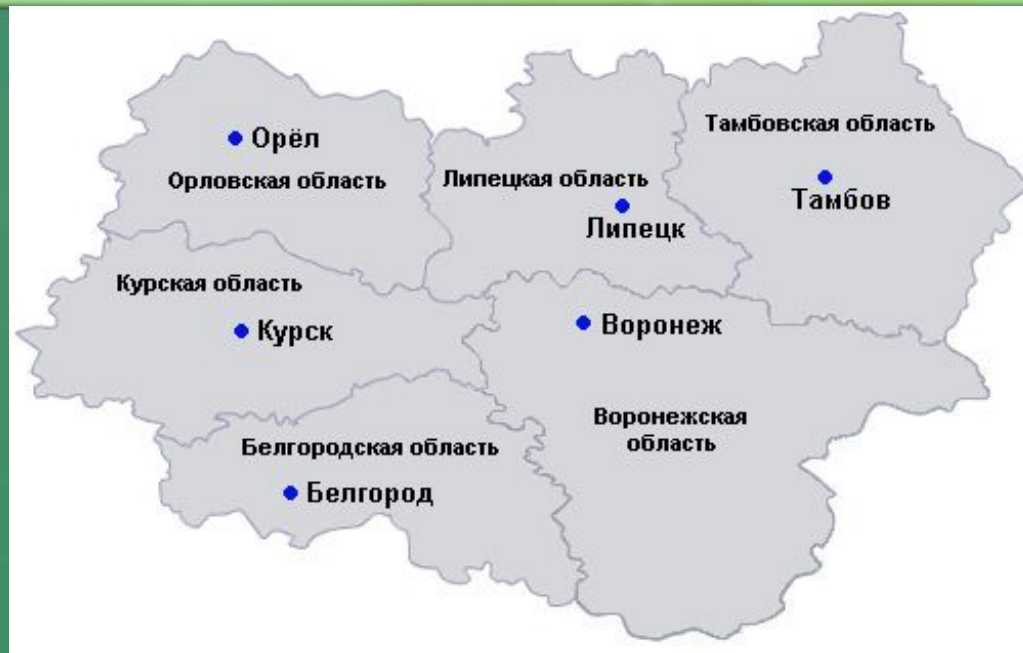 Орёл
Орловская область
Липецкая область
Липецк
Тамбовская область
Тамбов
Курская область
Курск
Воронеж
Воронежская
область
Белгородская область
Белгород